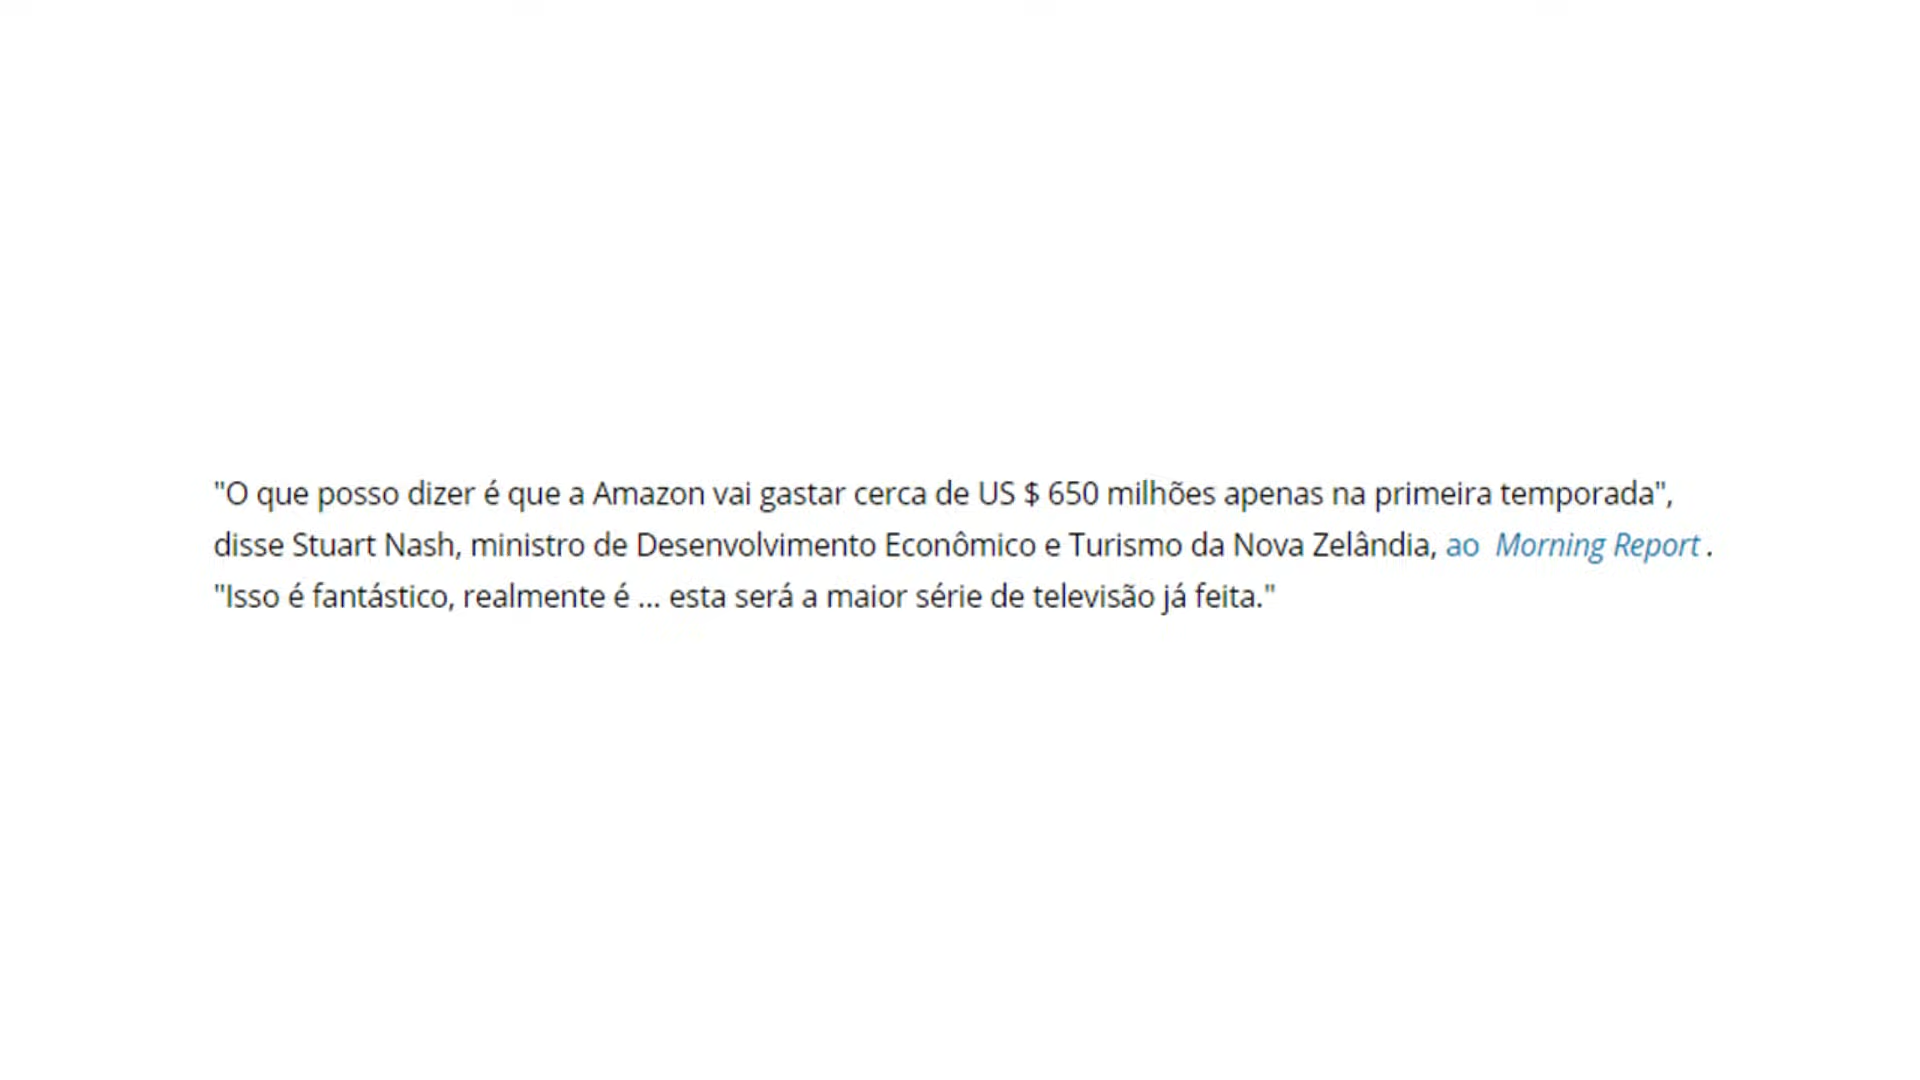 "O que posso dizer é que a Amazon vai gastar cerca de US $ 650 milhões apenas na primeira temporada",
disse Stuart Nash, ministro de Desenvolvimento Econômico e Turismo da Nova Zelândia, ao Morning Report .
"Isso é fantástico, realmente é ... esta será a maior série de televisão já feita."